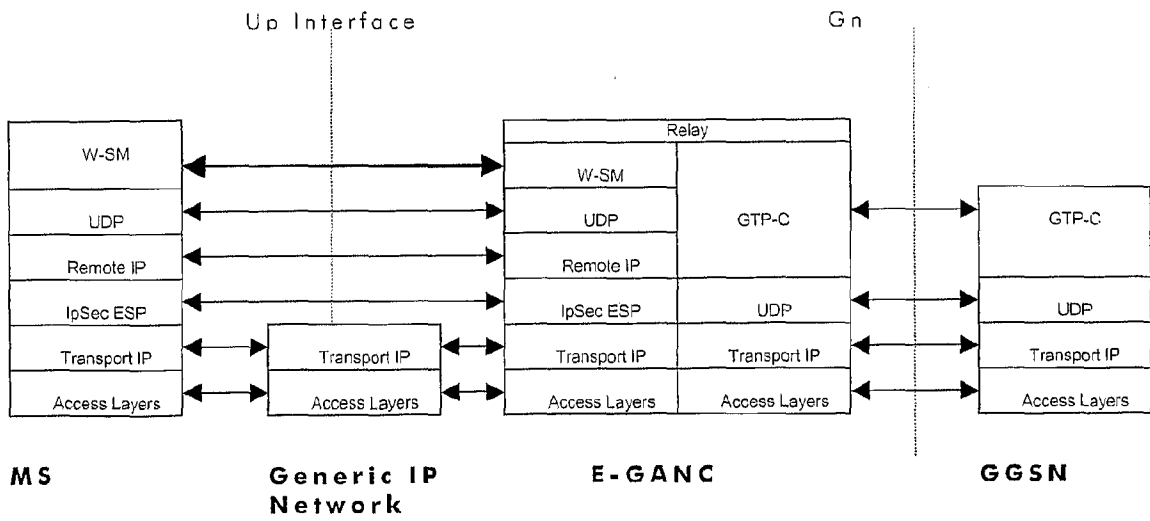 Up Interface
Gn
Relay
W-SM
W-SM
UDP
UDP
GTP-C
GTP-C
Remote IP
Remote IP
IpSec ESP
IpSec ESP
UDP
UDP
Transport IP
Transport IP
Transport IP
Transport IP
Transport IP
Access Layers
Access Layers
Access Layers
Access Layers
Access Layers
MS
Generic IP
Network
E-GANC
GGSN